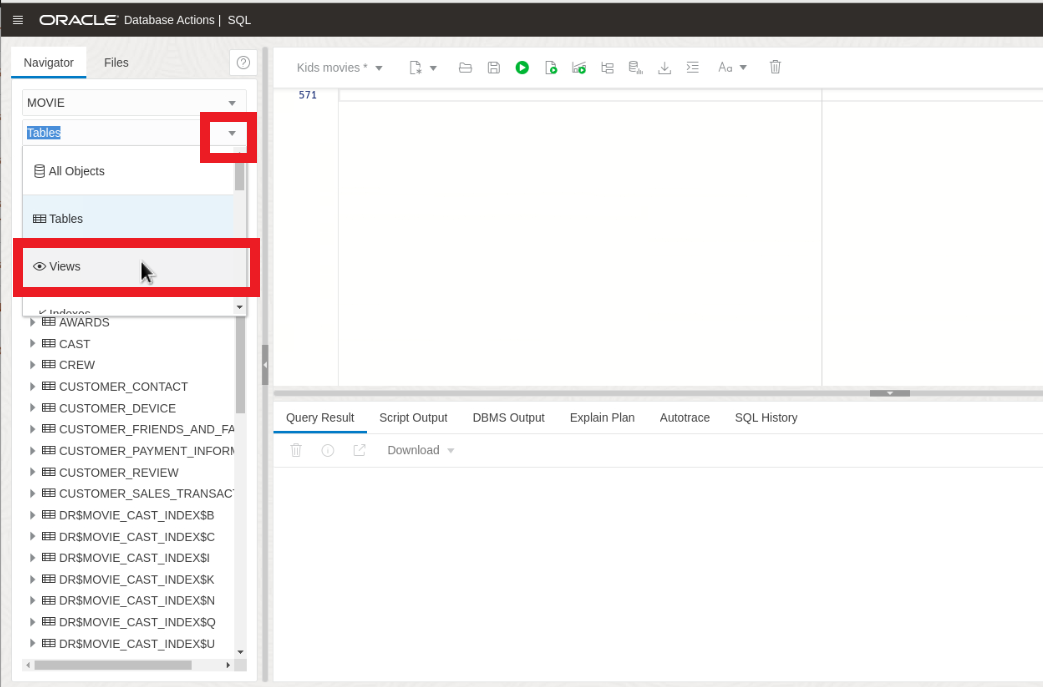 ORACLE Database Actions | SQL
Navigator Files
Kids movies * Aa
MOVIE
571
Tables
All Objects
Tables
Views
Indexes
AWARDS
CAST
CREW
CUSTOMER_CONTACT
CUSTOMER_DEVICE
CUSTOMER_FRIENDS_AND_FA
CUSTOMER_PAYMENT_INFORM
CUSTOMER_REVIEW
CUSTOMER_SALES_TRANSACT
DR$MOVIE_CAST_INDEX$B
DR$MOVIE_CAST_INDEX$C
DR$MOVIE_CAST_INDEX$I
DR$MOVIE_CAST_INDEX$K
DR$MOVIE_CAST_INDEX$N
DR$MOVIE_CAST_INDEX$Q
DR$MOVIE_CAST_INDEX$U
Query Result Script Output DBMS Output Explain Plan Autotrace SQL History
Download